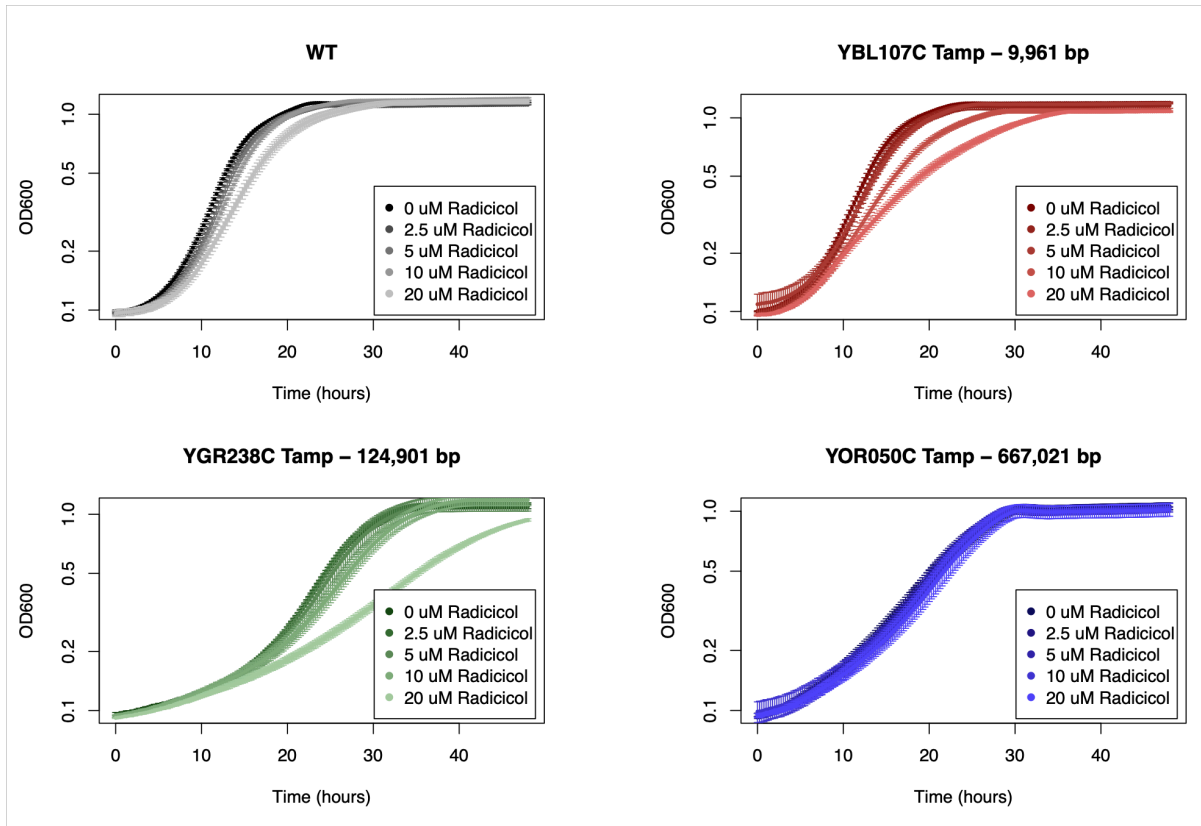 WT
OD600
1.0
0.5
0.2
0.1
0 uM Radicicol
2.5 uM Radicicol
5 uM Radicicol
10 uM Radicicol
20 uM Radicicol
0 10 20 30 40
Time (hours)
YBL107C Tamp – 9,961 bp
OD600
1.0
0.5
0.2
0.1
0 uM Radicicol
2.5 uM Radicicol
5 uM Radicicol
10 uM Radicicol
20 uM Radicicol
0 10 20 30 40
Time (hours)
YGR238C Tamp – 124,901 bp
OD600
1.0
0.5
0.2
0.1
0 uM Radicicol
2.5 uM Radicicol
5 uM Radicicol
10 uM Radicicol
20 uM Radicicol
0 10 20 30 40
Time (hours)
YOR050C Tamp – 667,021 bp
OD600
1.0
0.5
0.2
0.1
0 uM Radicicol
2.5 uM Radicicol
5 uM Radicicol
10 uM Radicicol
20 uM Radicicol
0 10 20 30 40
Time (hours)